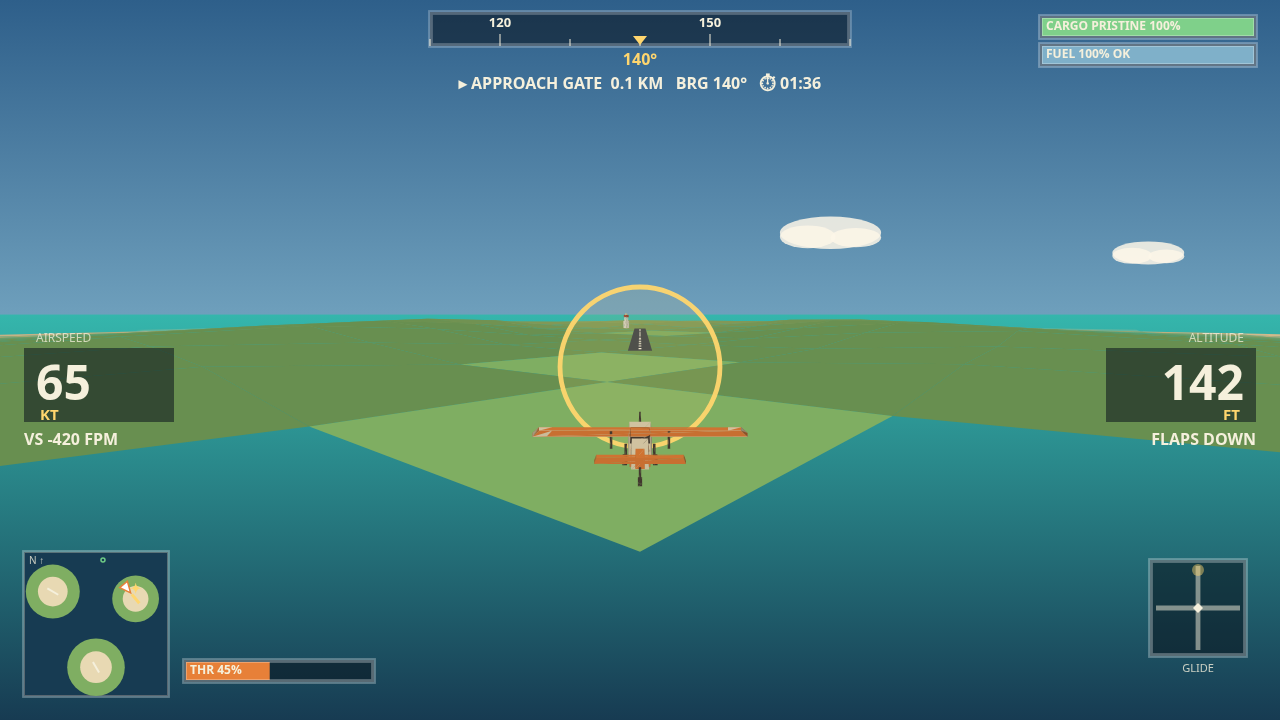 120 150
140°
▸ APPROACH GATE 0.1 KM BRG 140° ⏱ 01:36
CARGO PRISTINE 100%
FUEL 100% OK
AIRSPEED
65
KT
VS -420 FPM
ALTITUDE
142
FT
FLAPS DOWN
N ↑
THR 45%
GLIDE